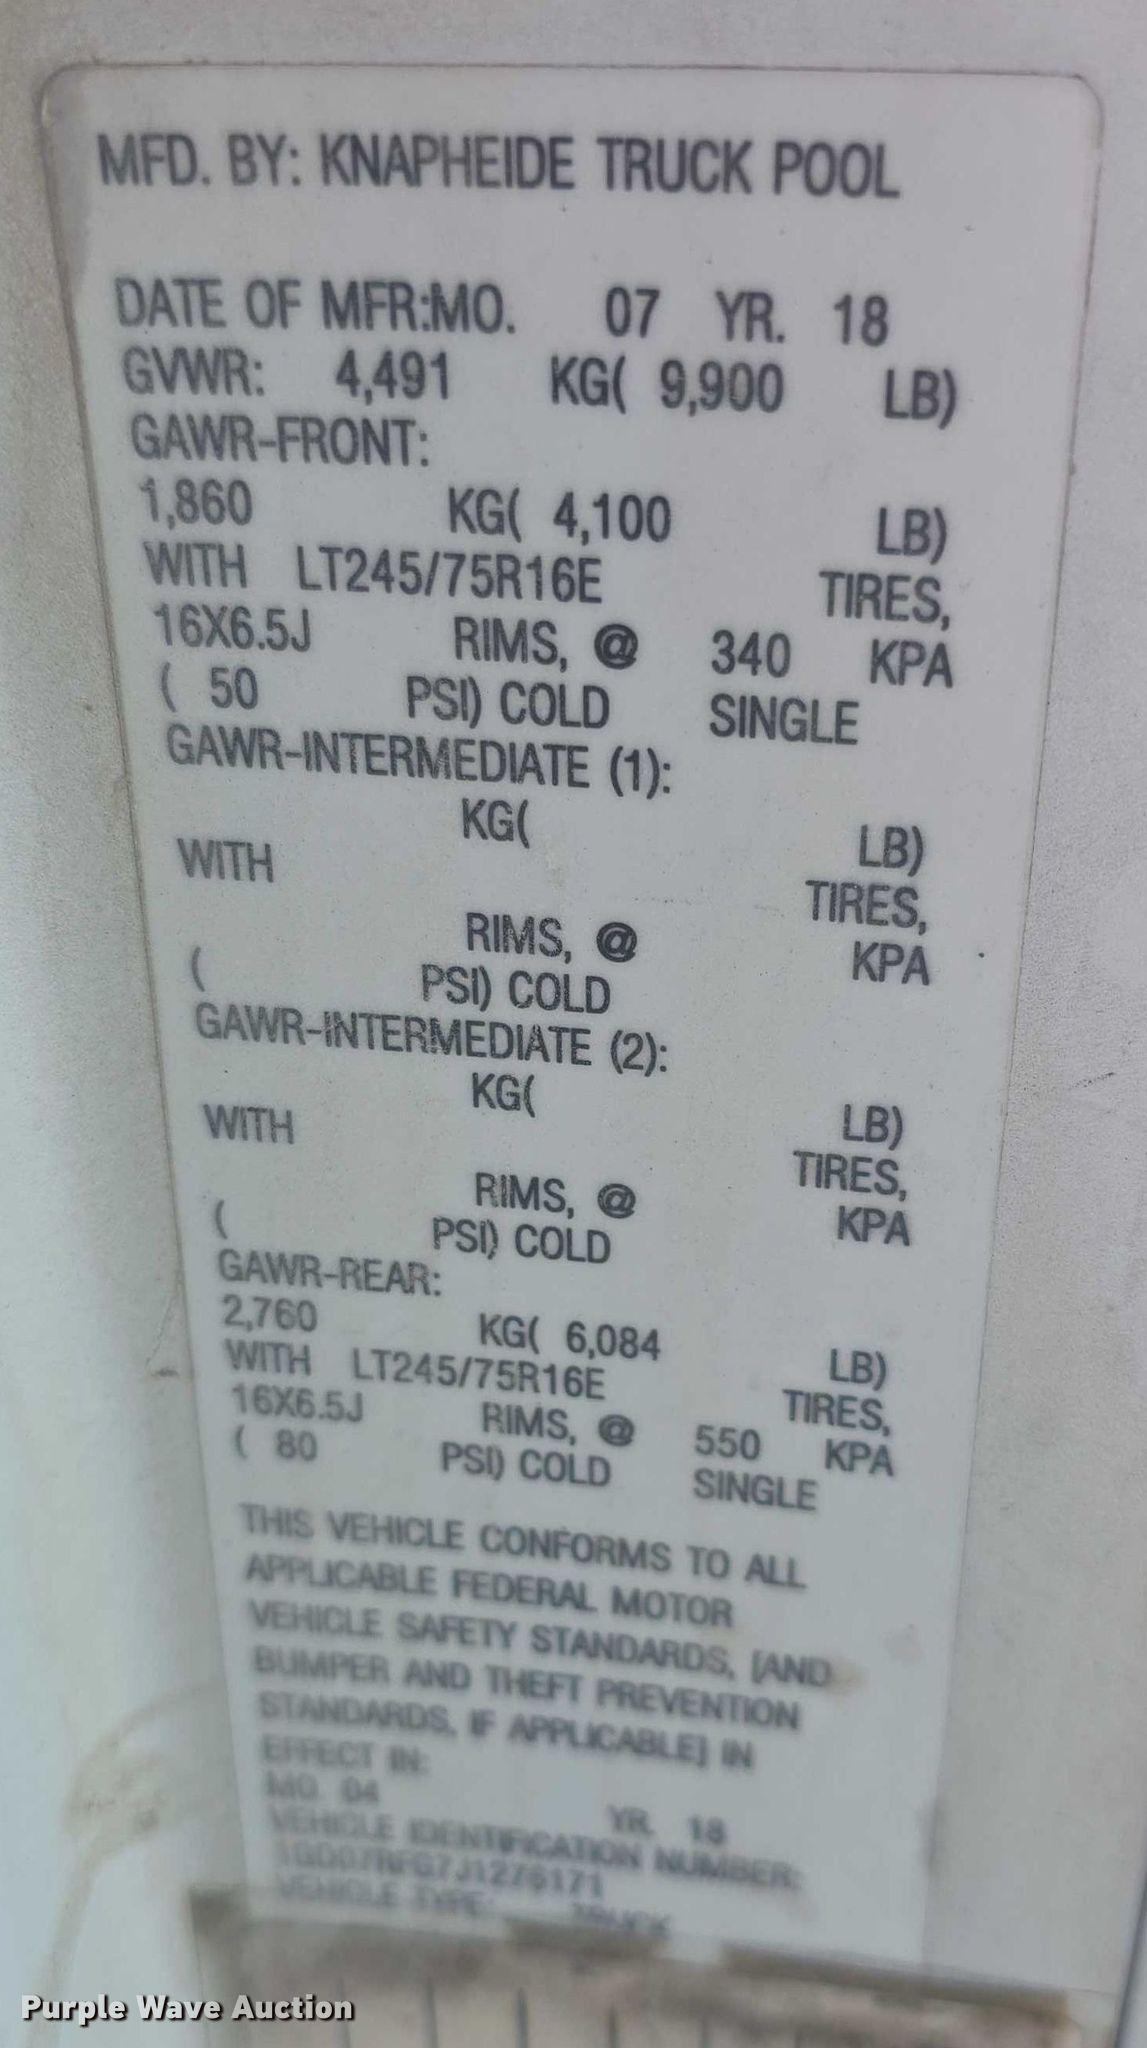 MFD. BY: KNAPHEIDE TRUCK POOL
DATE OF MFR:MO. 07 YR. 18
GVWR: 4,491 KG( 9,900 LB)
GAWR-FRONT:
1,860 KG( 4,100 LB)
WITH LT245/75R16E TIRES,
16X6.5J RIMS, @ 340 KPA
( 50 PSI) COLD SINGLE
GAWR-INTERMEDIATE (1):
KG( LB)
WITH TIRES,
RIMS, @ KPA
( PSI) COLD
GAWR-INTERMEDIATE (2):
KG( LB)
WITH TIRES,
RIMS, @ KPA
( PSI) COLD
GAWR-REAR:
2,760 KG( 6,084 LB)
WITH LT245/75R16E TIRES,
16X6.5J RIMS, @ 550 KPA
( 80 PSI) COLD SINGLE
THIS VEHICLE CONFORMS TO ALL
APPLICABLE FEDERAL MOTOR
VEHICLE SAFETY STANDARDS, [AND
BUMPER AND THEFT PREVENTION
STANDARDS, IF APPLICABLE] IN
EFFECT IN:
MO. 04 YR. 18
VEHICLE IDENTIFICATION NUMBER:
VEHICLE TYPE: TRUCK
Purple Wave Auction